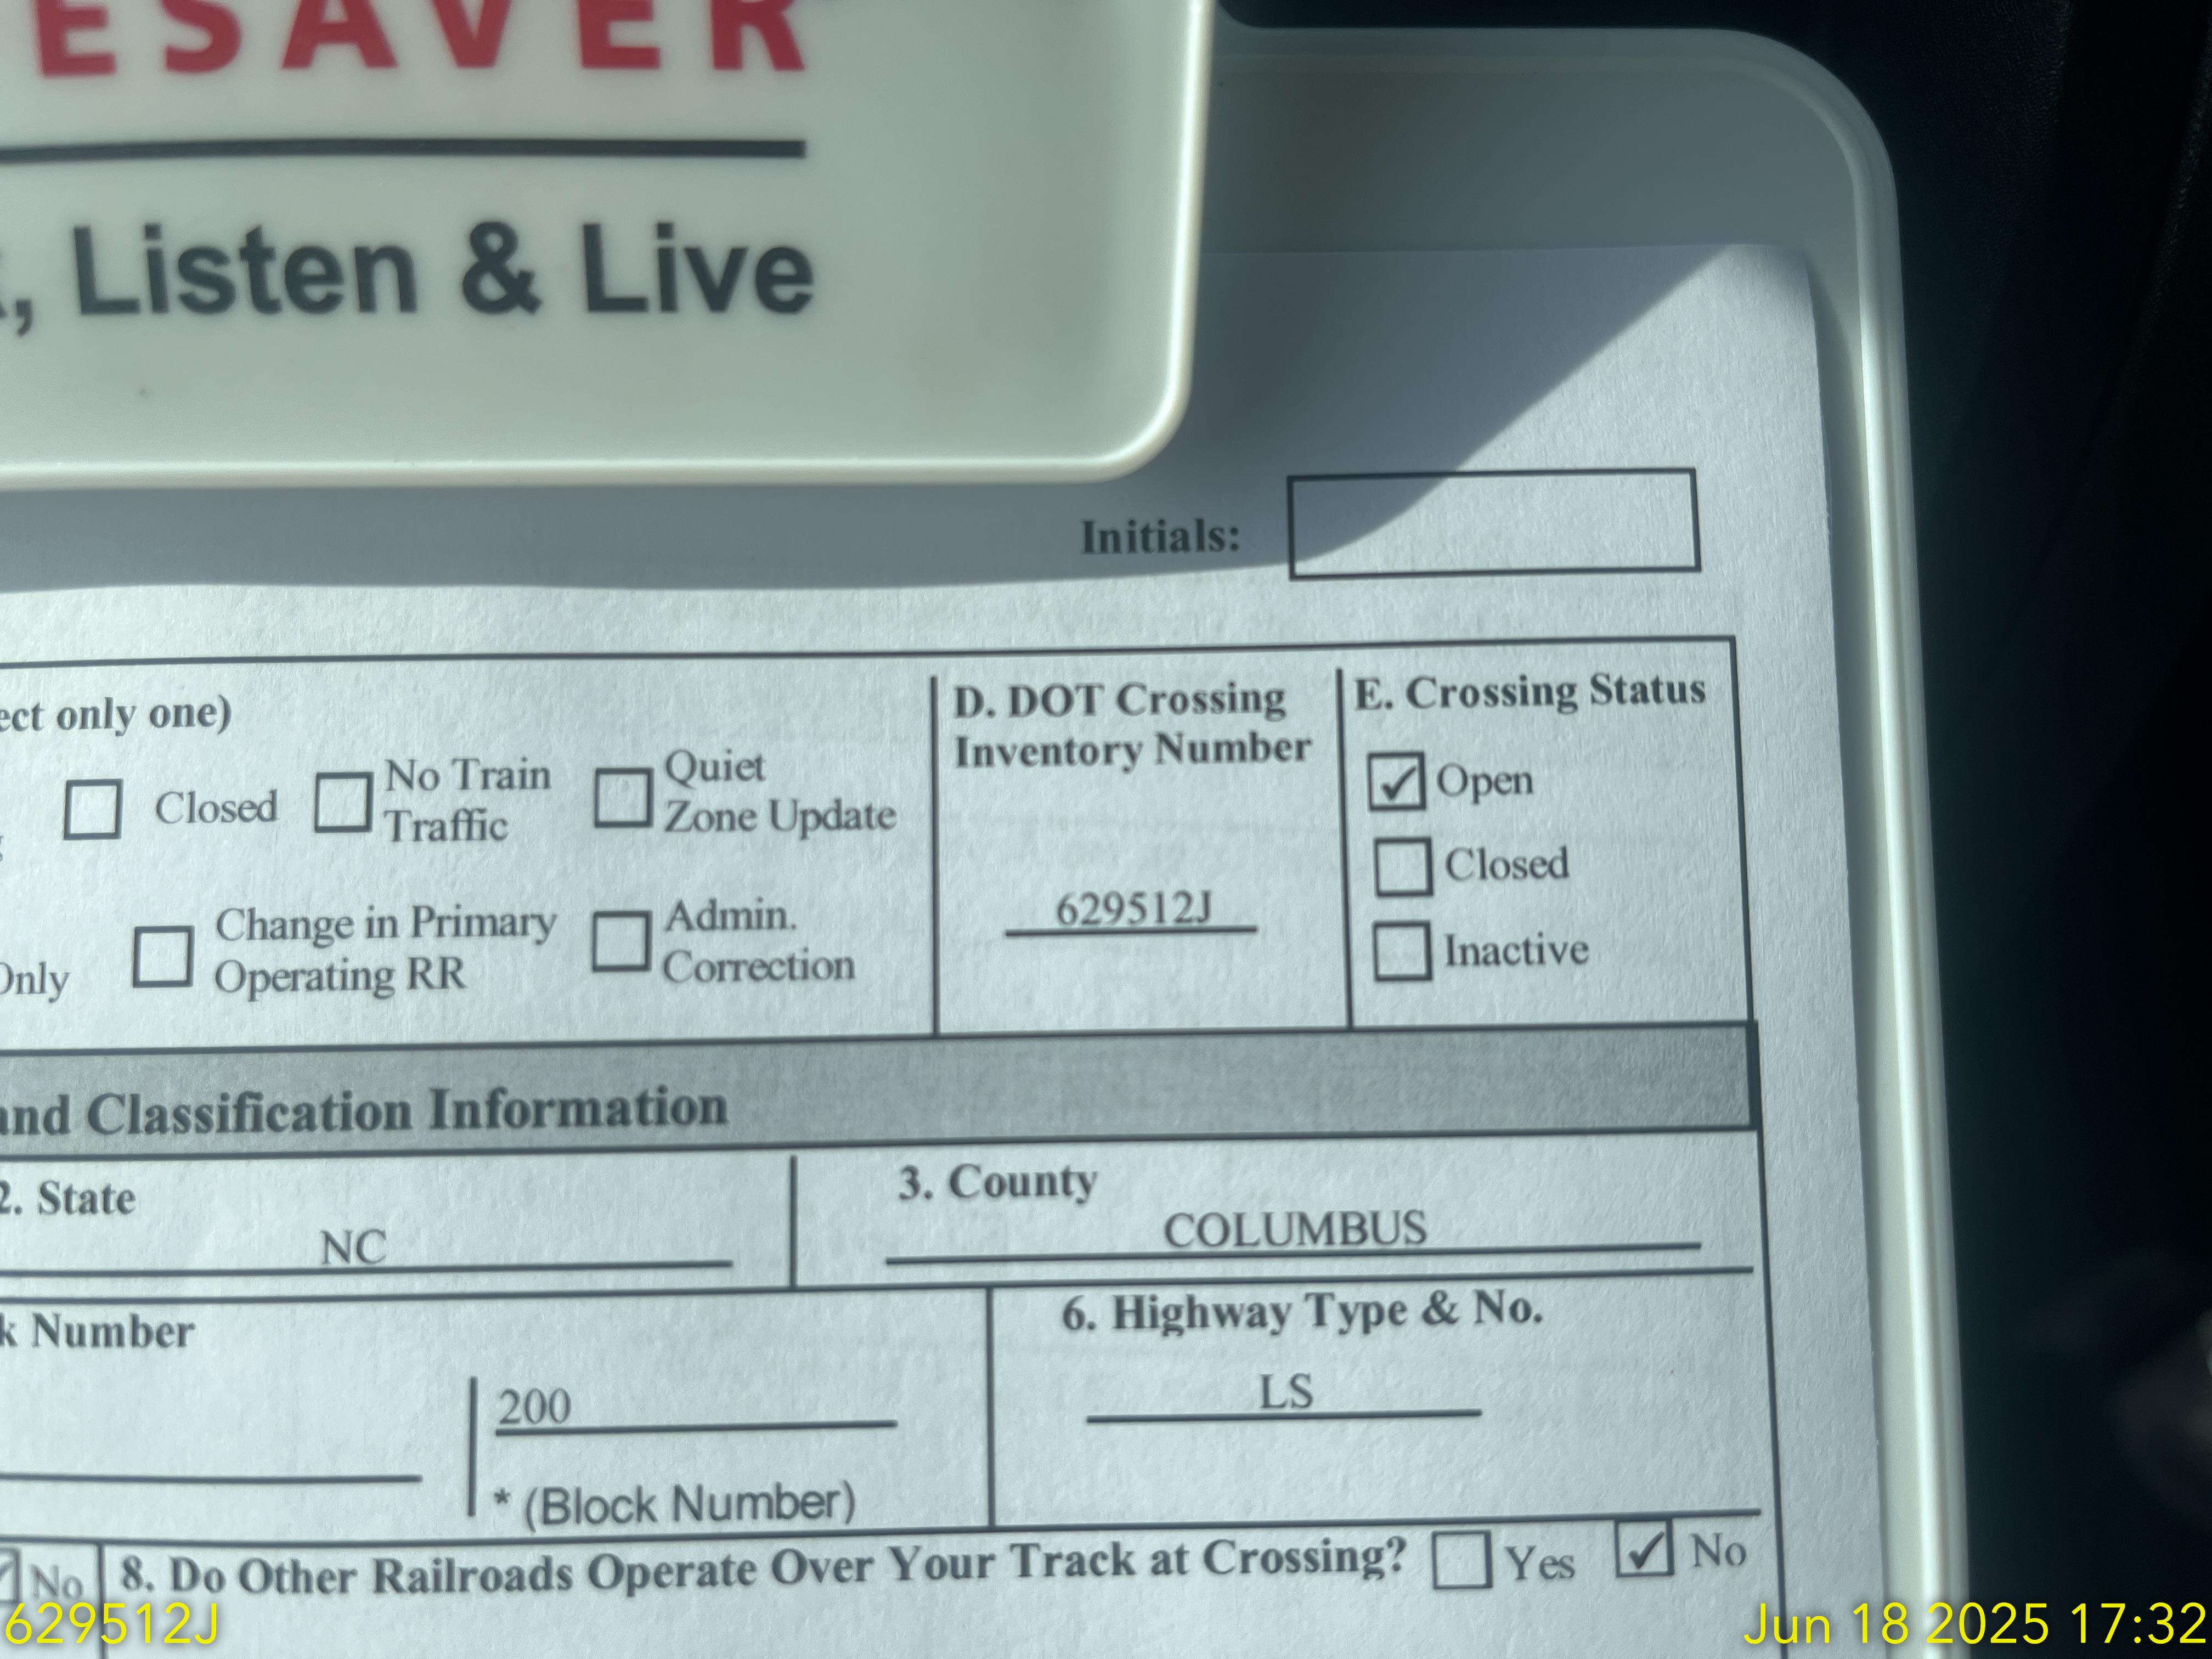 ESAVER
, Listen & Live
Initials:
ect only one)
D. DOT Crossing
Inventory Number
E. Crossing Status
Closed
No Train
Traffic
Quiet
Zone Update
Open
Closed
629512J
Only
Change in Primary
Operating RR
Admin.
Correction
Inactive
and Classification Information
2. State
NC
3. County
COLUMBUS
k Number
200
* (Block Number)
6. Highway Type & No.
LS
No
8. Do Other Railroads Operate Over Your Track at Crossing?
Yes
No
629512J
Jun 18 2025 17:32